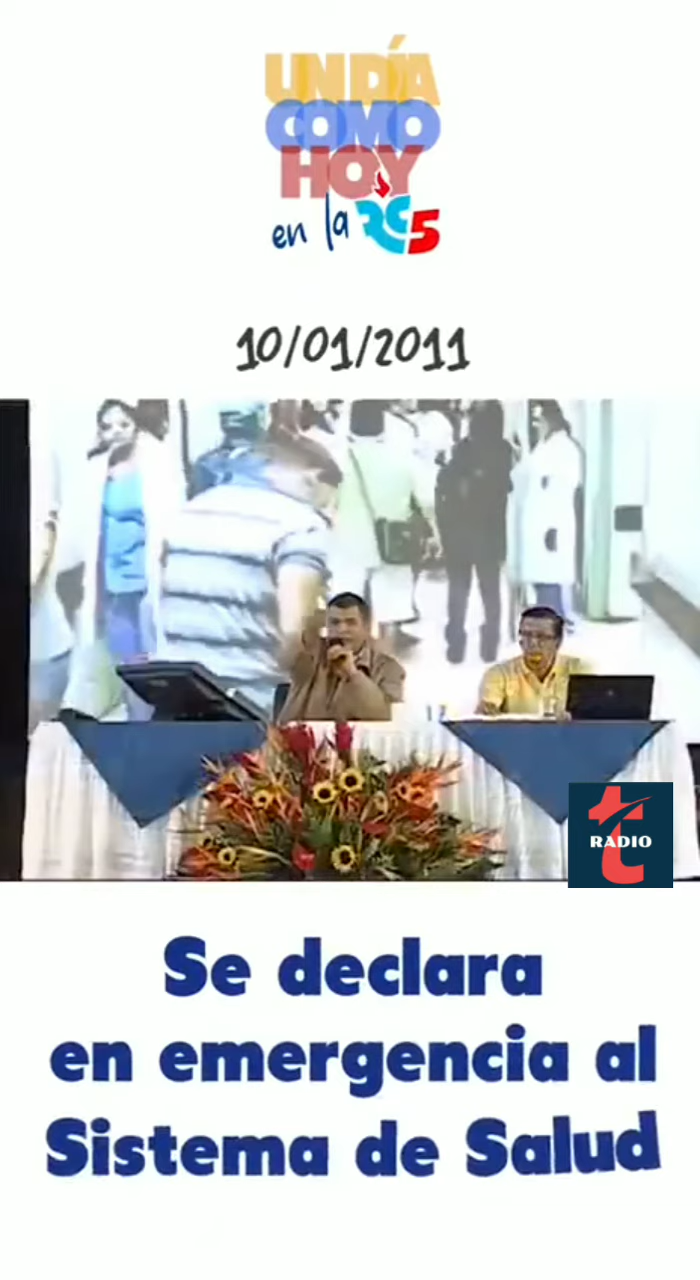 UN DÍA
COMO
HOY
en la RC5
10/01/2011
t
RADIO
Se declara
en emergencia al
Sistema de Salud